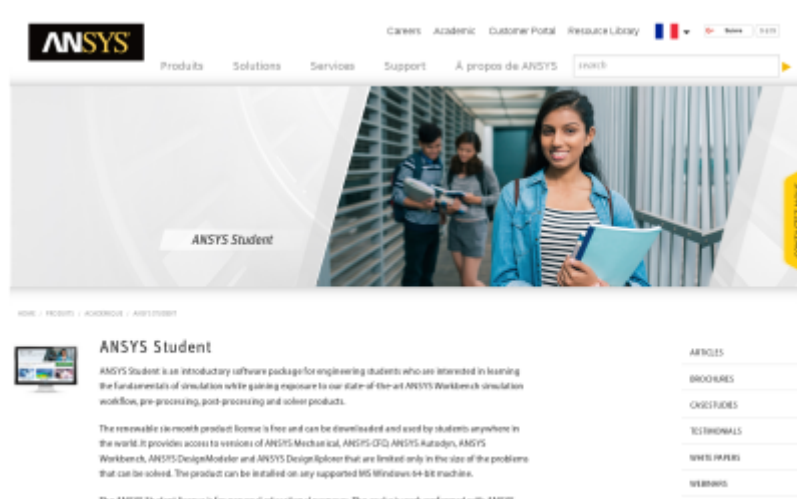 ANSYS
Careers Academic Customer Portal Resource Library
Produits Solutions Services Support À propos de ANSYS search
ANSYS Student
HOME / PRODUITS / ACADÉMIQUE / ANSYS STUDENT
ANSYS Student
ANSYS Student is an introductory software package for engineering students who are interested in learning
the fundamentals of simulation while gaining exposure to our state-of-the-art ANSYS Workbench simulation
workflow, pre-processing, post-processing and solver products.
The renewable six-month product license is free and can be downloaded and used by students anywhere in
the world. It provides access to versions of ANSYS Mechanical, ANSYS CFD, ANSYS Autodyn, ANSYS
Workbench, ANSYS DesignModeler and ANSYS DesignXplorer that are limited only in the size of the problems
that can be solved. The product can be installed on any supported MS Windows 64-bit machine.
ARTICLES
BROCHURES
CASE STUDIES
TESTIMONIALS
WHITE PAPERS
WEBINARS